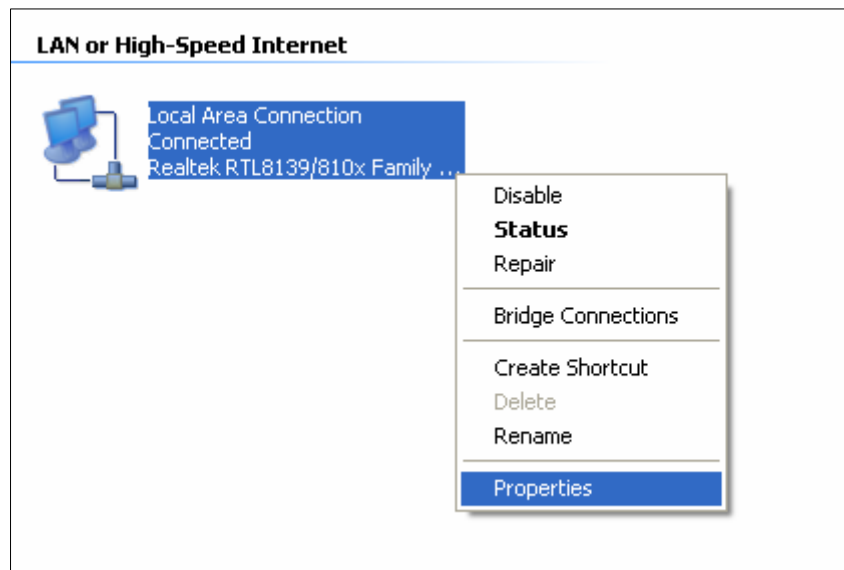 LAN or High-Speed Internet
Local Area Connection
Connected
Realtek RTL8139/810x Family ...
Disable
Status
Repair
Bridge Connections
Create Shortcut
Delete
Rename
Properties